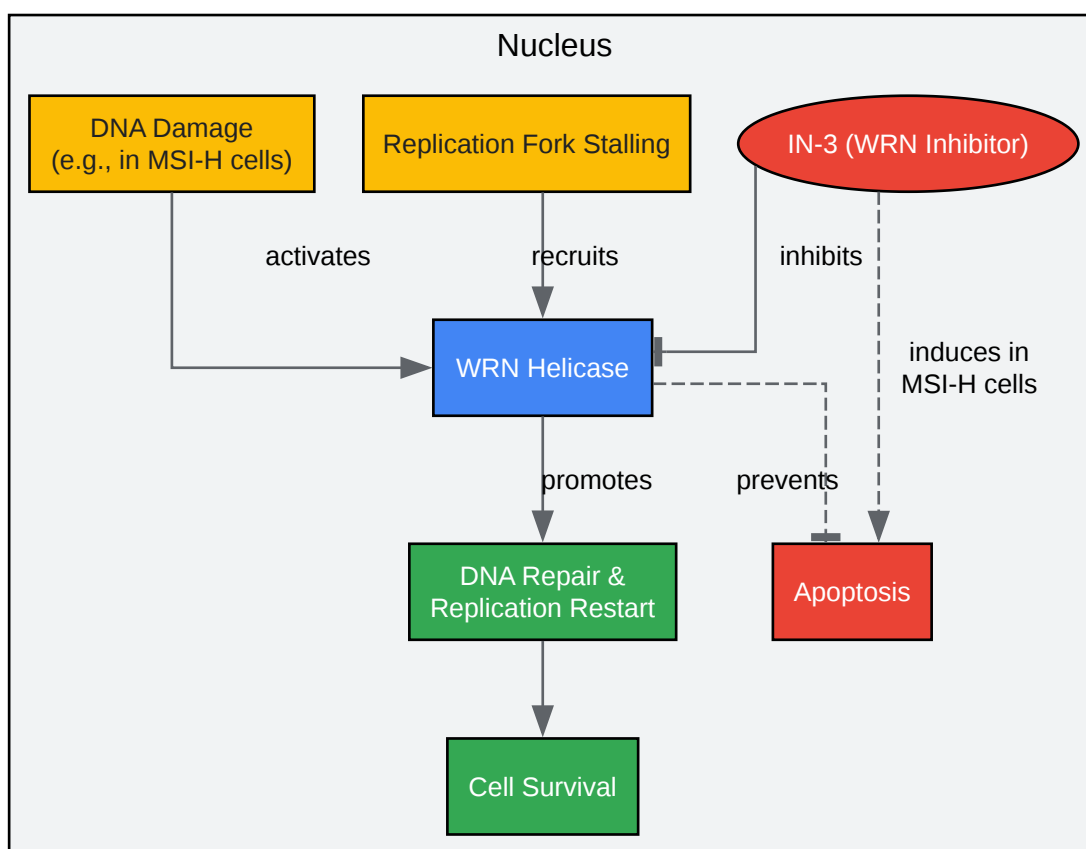 Nucleus
DNA Damage
(e.g., in MSI-H cells)
Replication Fork Stalling
IN-3 (WRN Inhibitor)
activates
recruits
inhibits
WRN Helicase
induces in
MSI-H cells
promotes
prevents
DNA Repair &
Replication Restart
Apoptosis
Cell Survival